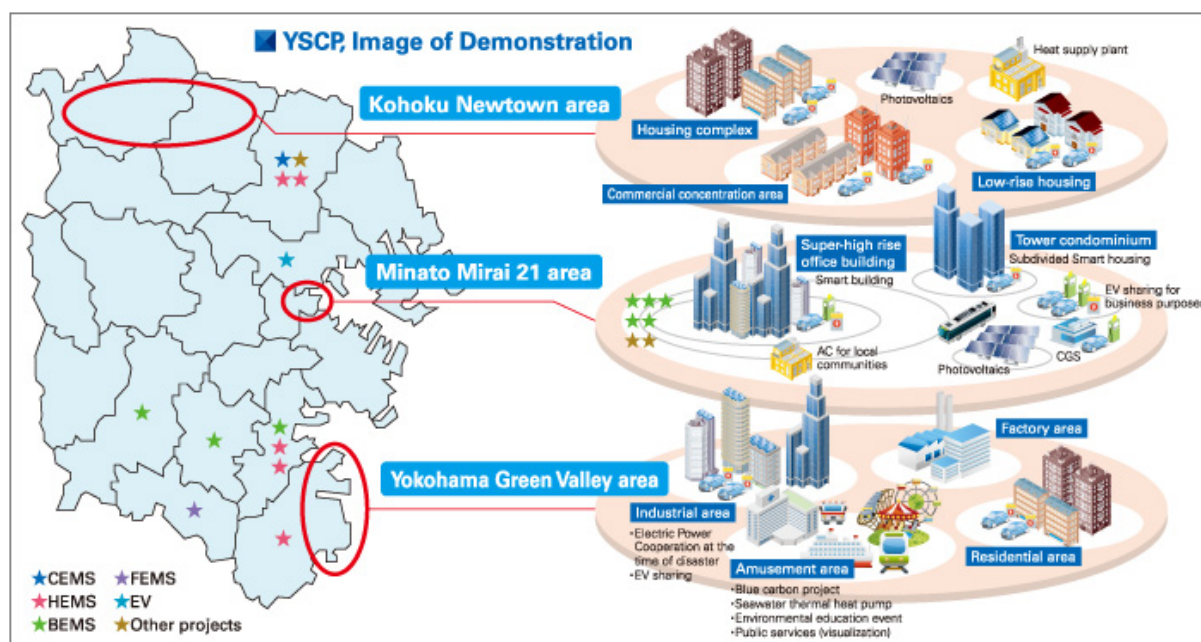 YSCP, Image of Demonstration
Kohoku Newtown area
Housing complex
Photovoltaics
Heat supply plant
Commercial concentration area
Low-rise housing
Minato Mirai 21 area
Super-high rise
office building
Smart building
Tower condominium
Subdivided Smart housing
EV sharing for
business purposes
AC for local
communities
Photovoltaics
CGS
Yokohama Green Valley area
Industrial area
•Electric Power
Cooperation at the
time of disaster
•EV sharing
Factory area
Amusement area
•Blue carbon project
•Seawater thermal heat pump
•Environmental education event
•Public services (visualization)
Residential area
CEMS
FEMS
HEMS
EV
BEMS
Other projects